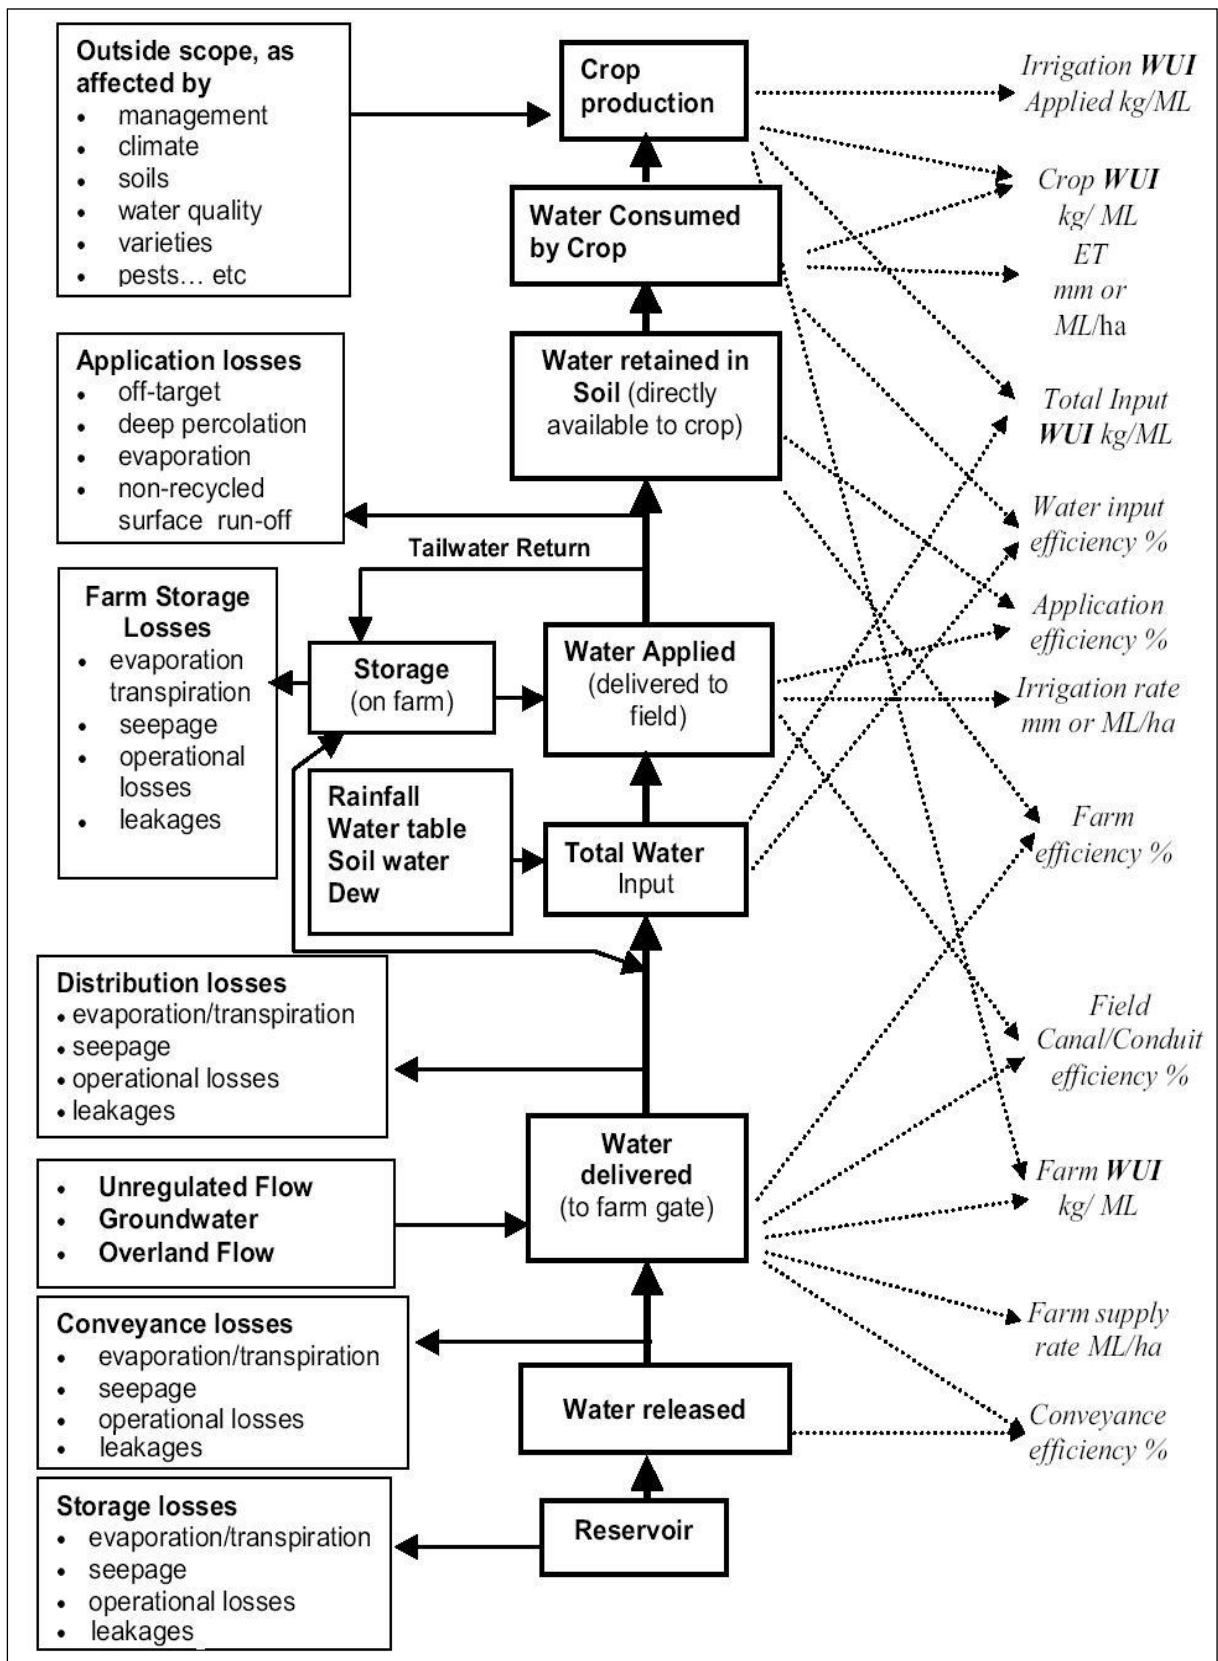 Outside scope, as
affected by
• management
• climate
• soils
• water quality
• varieties
• pests… etc
Crop
production
Irrigation WUI
Applied kg/ML
Crop WUI
kg/ ML
Water Consumed
by Crop
ET
mm or
ML/ha
Application losses
• off-target
• deep percolation
• evaporation
• non-recycled
surface run-off
Water retained in
Soil (directly
available to crop)
Total Input
WUI kg/ML
Water input
efficiency %
Tailwater Return
Farm Storage
Losses
• evaporation
transpiration
• seepage
• operational
losses
• leakages
Storage
(on farm)
Water Applied
(delivered to
field)
Application
efficiency %
Irrigation rate
mm or ML/ha
Rainfall
Water table
Soil water
Dew
Total Water
Input
Farm
efficiency %
Distribution losses
• evaporation/transpiration
• seepage
• operational losses
• leakages
Field
Canal/Conduit
efficiency %
Water
delivered
(to farm gate)
• Unregulated Flow
• Groundwater
• Overland Flow
Farm WUI
kg/ ML
Conveyance losses
• evaporation/transpiration
• seepage
• operational losses
• leakages
Water released
Farm supply
rate ML/ha
Conveyance
efficiency %
Storage losses
• evaporation/transpiration
• seepage
• operational losses
• leakages
Reservoir